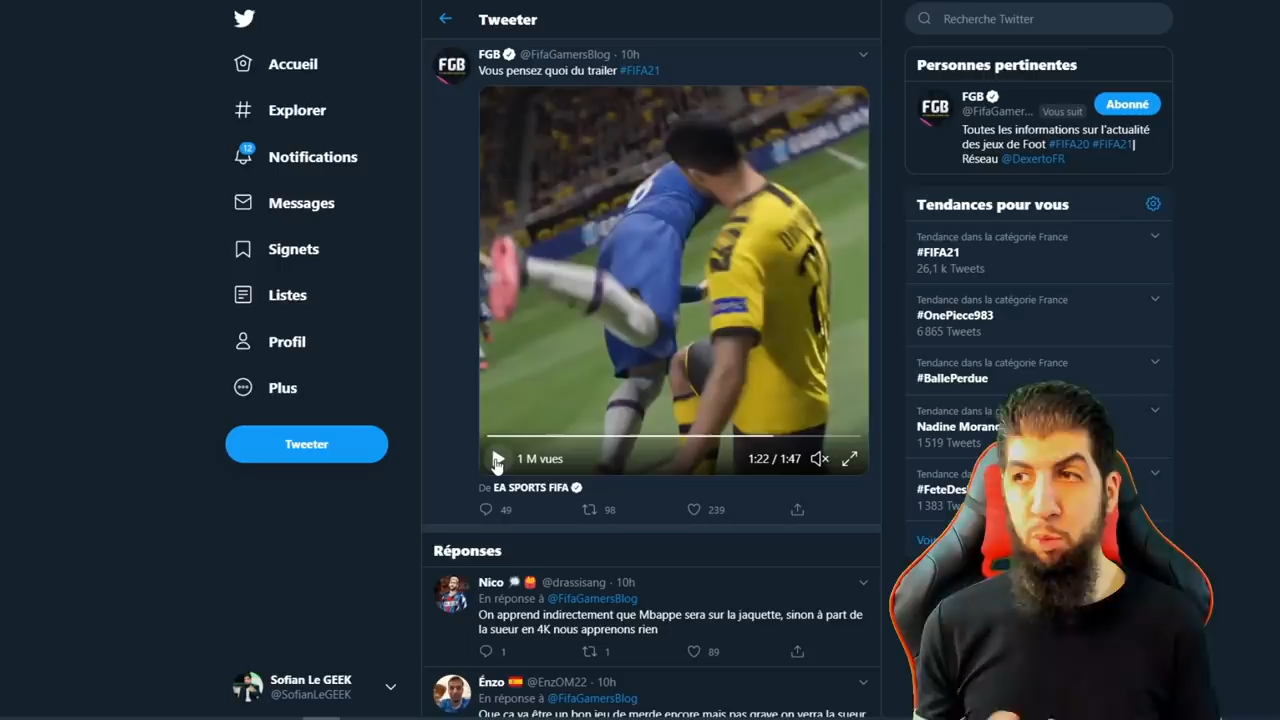 Accueil
Explorer
12
Notifications
Messages
Signets
Listes
Profil
Plus
Tweeter
Sofian Le GEEK
@SofianLeGEEK
Tweeter
FGB @FifaGamersBlog · 10h
FGB
Vous pensez quoi du trailer #FIFA21
1 M vues
1:22 / 1:47
De EA SPORTS FIFA
49
98
239
Réponses
Nico @drassisang · 10h
En réponse à @FifaGamersBlog
On apprend indirectement que Mbappe sera sur la jaquette, sinon à part de
la sueur en 4K nous apprenons rien
1
1
89
Énzo @EnzOM22 · 10h
En réponse à @FifaGamersBlog
Que ça va être un bon jeu de merde encore mais pas grave on verra la sueur
Recherche Twitter
Personnes pertinentes
FGB
FGB
@FifaGamer... Vous suit
Abonné
Toutes les informations sur l'actualité
des jeux de Foot #FIFA20 #FIFA21|
Réseau @DexertoFR
Tendances pour vous
Tendance dans la catégorie France
#FIFA21
26,1 k Tweets
Tendance dans la catégorie France
#OnePiece983
6 865 Tweets
Tendance dans la catégorie France
#BallePerdue
Tendance dans la c
Nadine Morano
1 519 Tweets
Tendance da
#FeteDes
1 383 Tw
Voi